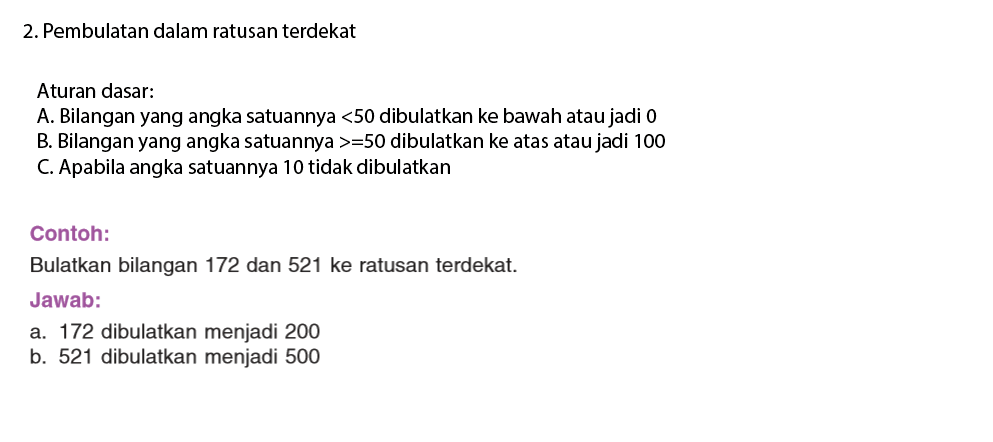 2. Pembulatan dalam ratusan terdekat
Aturan dasar:
A. Bilangan yang angka satuannya <50 dibulatkan ke bawah atau jadi 0
B. Bilangan yang angka satuannya >=50 dibulatkan ke atas atau jadi 100
C. Apabila angka satuannya 10 tidak dibulatkan
Contoh:
Bulatkan bilangan 172 dan 521 ke ratusan terdekat.
Jawab:
a. 172 dibulatkan menjadi 200
b. 521 dibulatkan menjadi 500